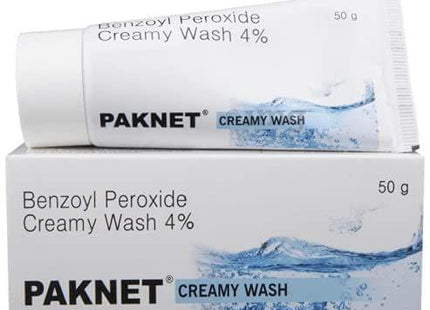 Benzoyl Peroxide
Creamy Wash 4%
50 g
PAKNET® CREAMY WASH
Benzoyl Peroxide
Creamy Wash 4%
50 g
PAKNET® CREAMY WASH